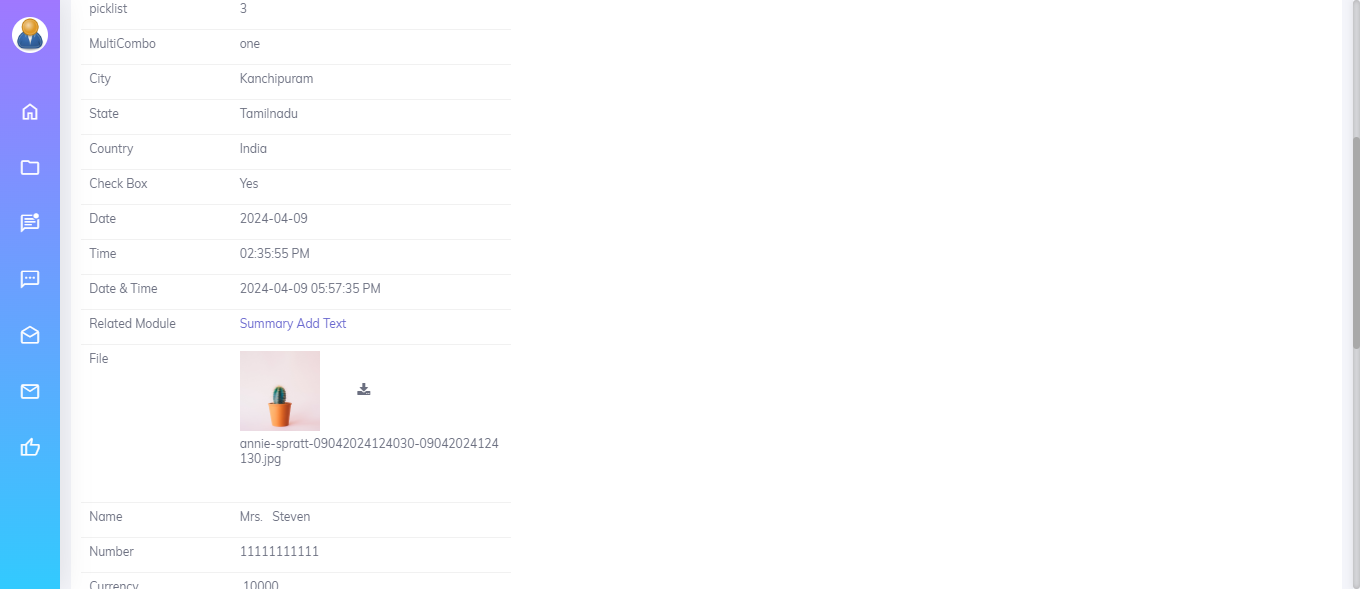 picklist 3
MultiCombo one
City Kanchipuram
State Tamilnadu
Country India
Check Box Yes
Date 2024-04-09
Time 02:35:55 PM
Date & Time 2024-04-09 05:57:35 PM
Related Module Summary Add Text
File
annie-spratt-09042024124030-09042024124
130.jpg
Name Mrs. Steven
Number 11111111111
Currency 10000